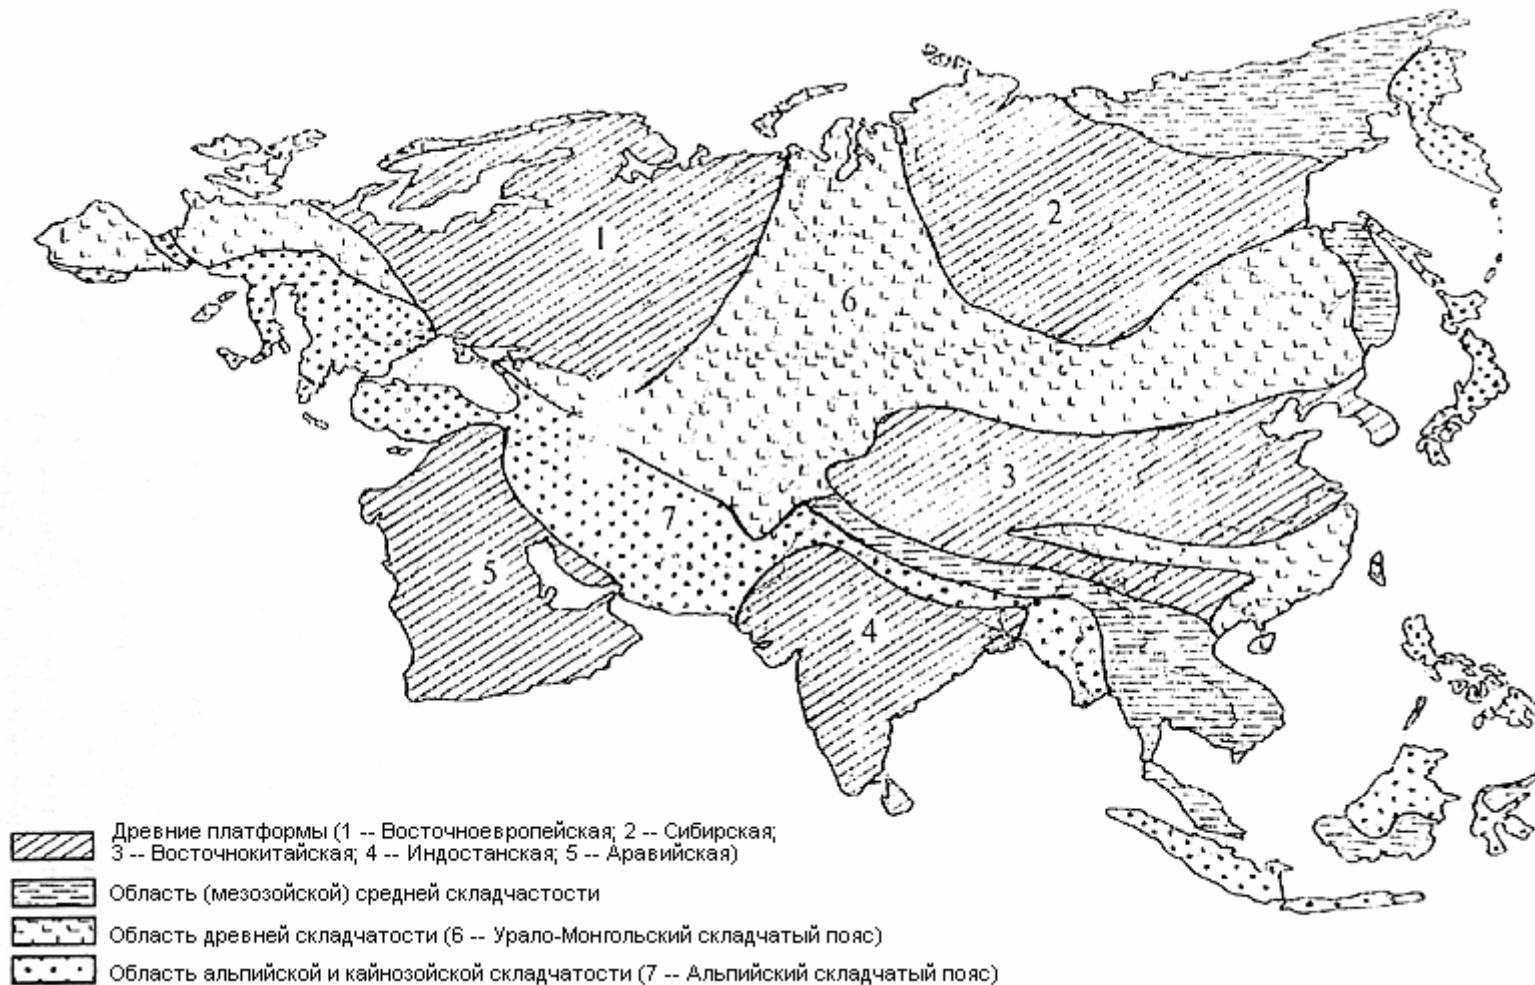 1
2
6
3
7
5
4
Древние платформы (1 -- Восточноевропейская; 2 -- Сибирская;
3 -- Восточнокитайская; 4 -- Индостанская; 5 -- Аравийская)
Область (мезозойской) средней складчастости
Область древней складчатости (6 -- Урало-Монгольский складчатый пояс)
Область альпийской и кайнозойской складчатости (7 -- Альпийский складчатый пояс)